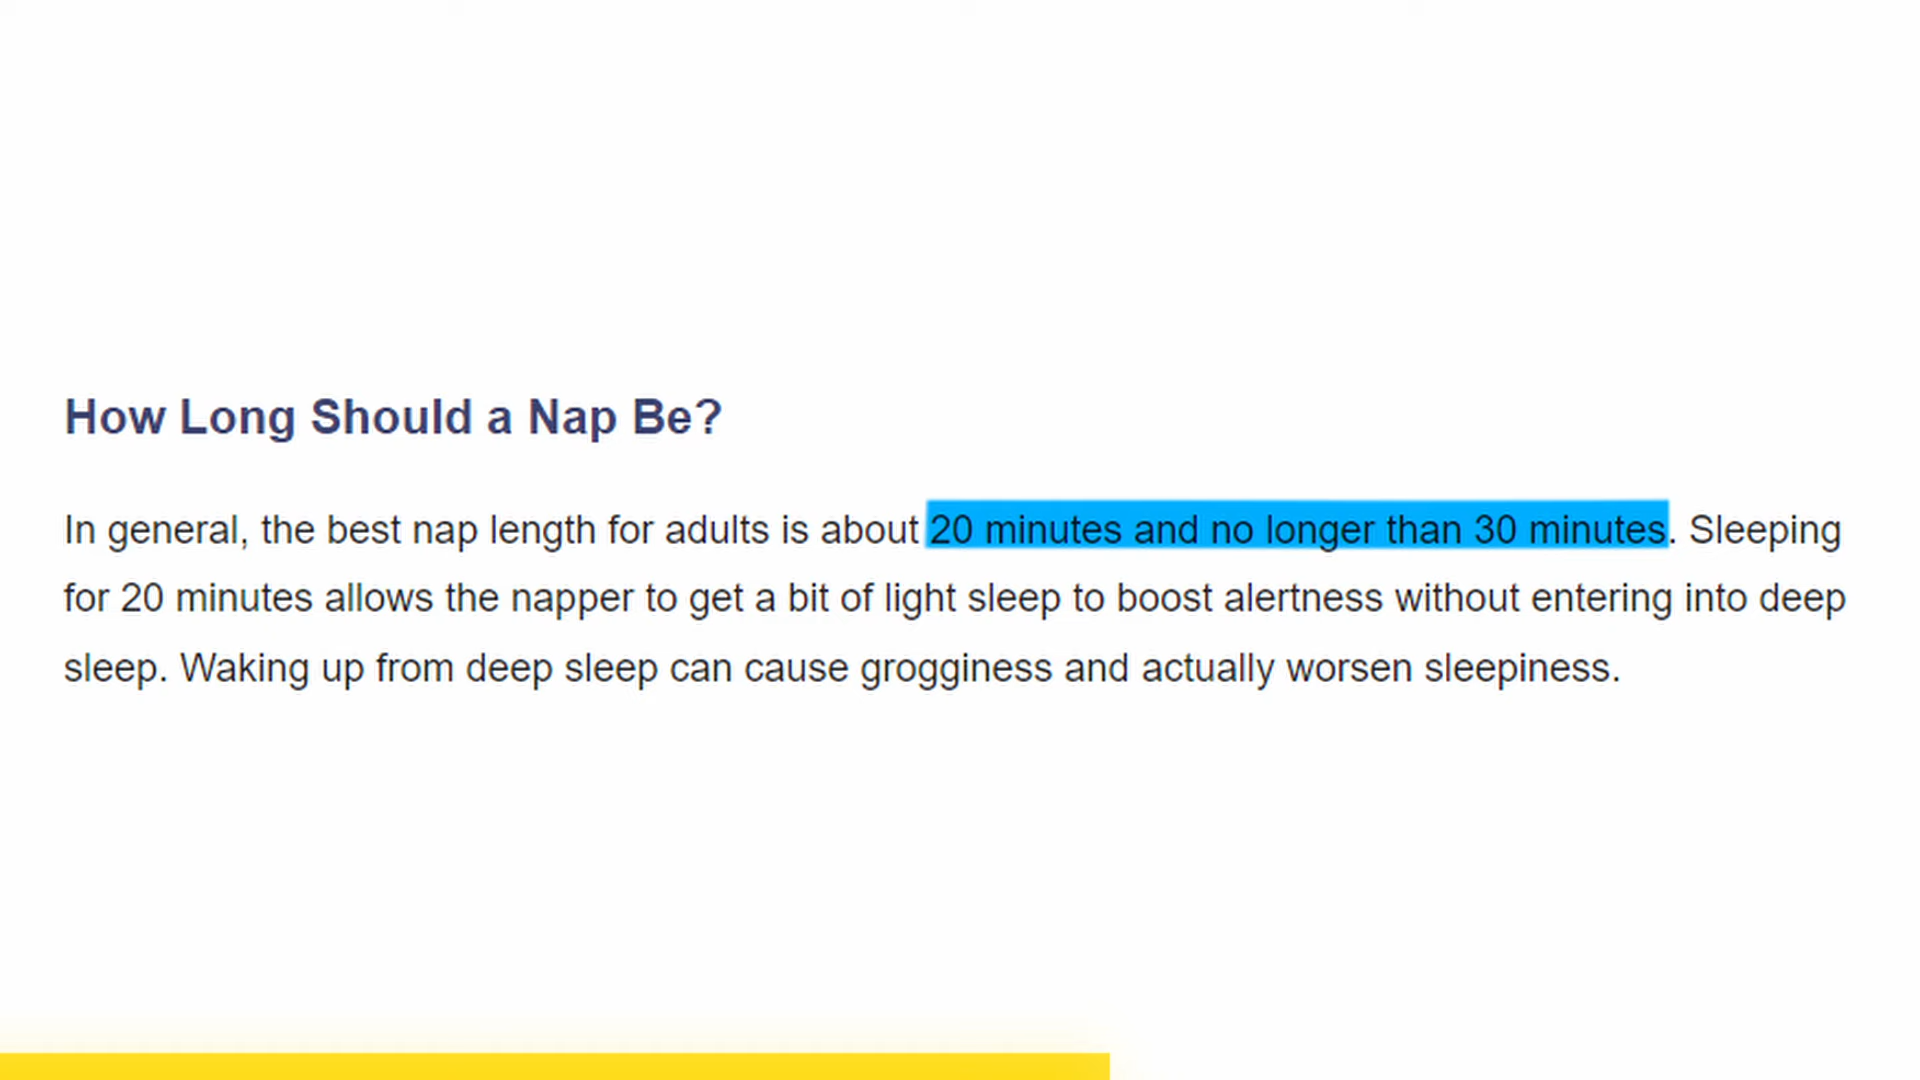 How Long Should a Nap Be?
In general, the best nap length for adults is about 20 minutes and no longer than 30 minutes. Sleeping
for 20 minutes allows the napper to get a bit of light sleep to boost alertness without entering into deep
sleep. Waking up from deep sleep can cause grogginess and actually worsen sleepiness.